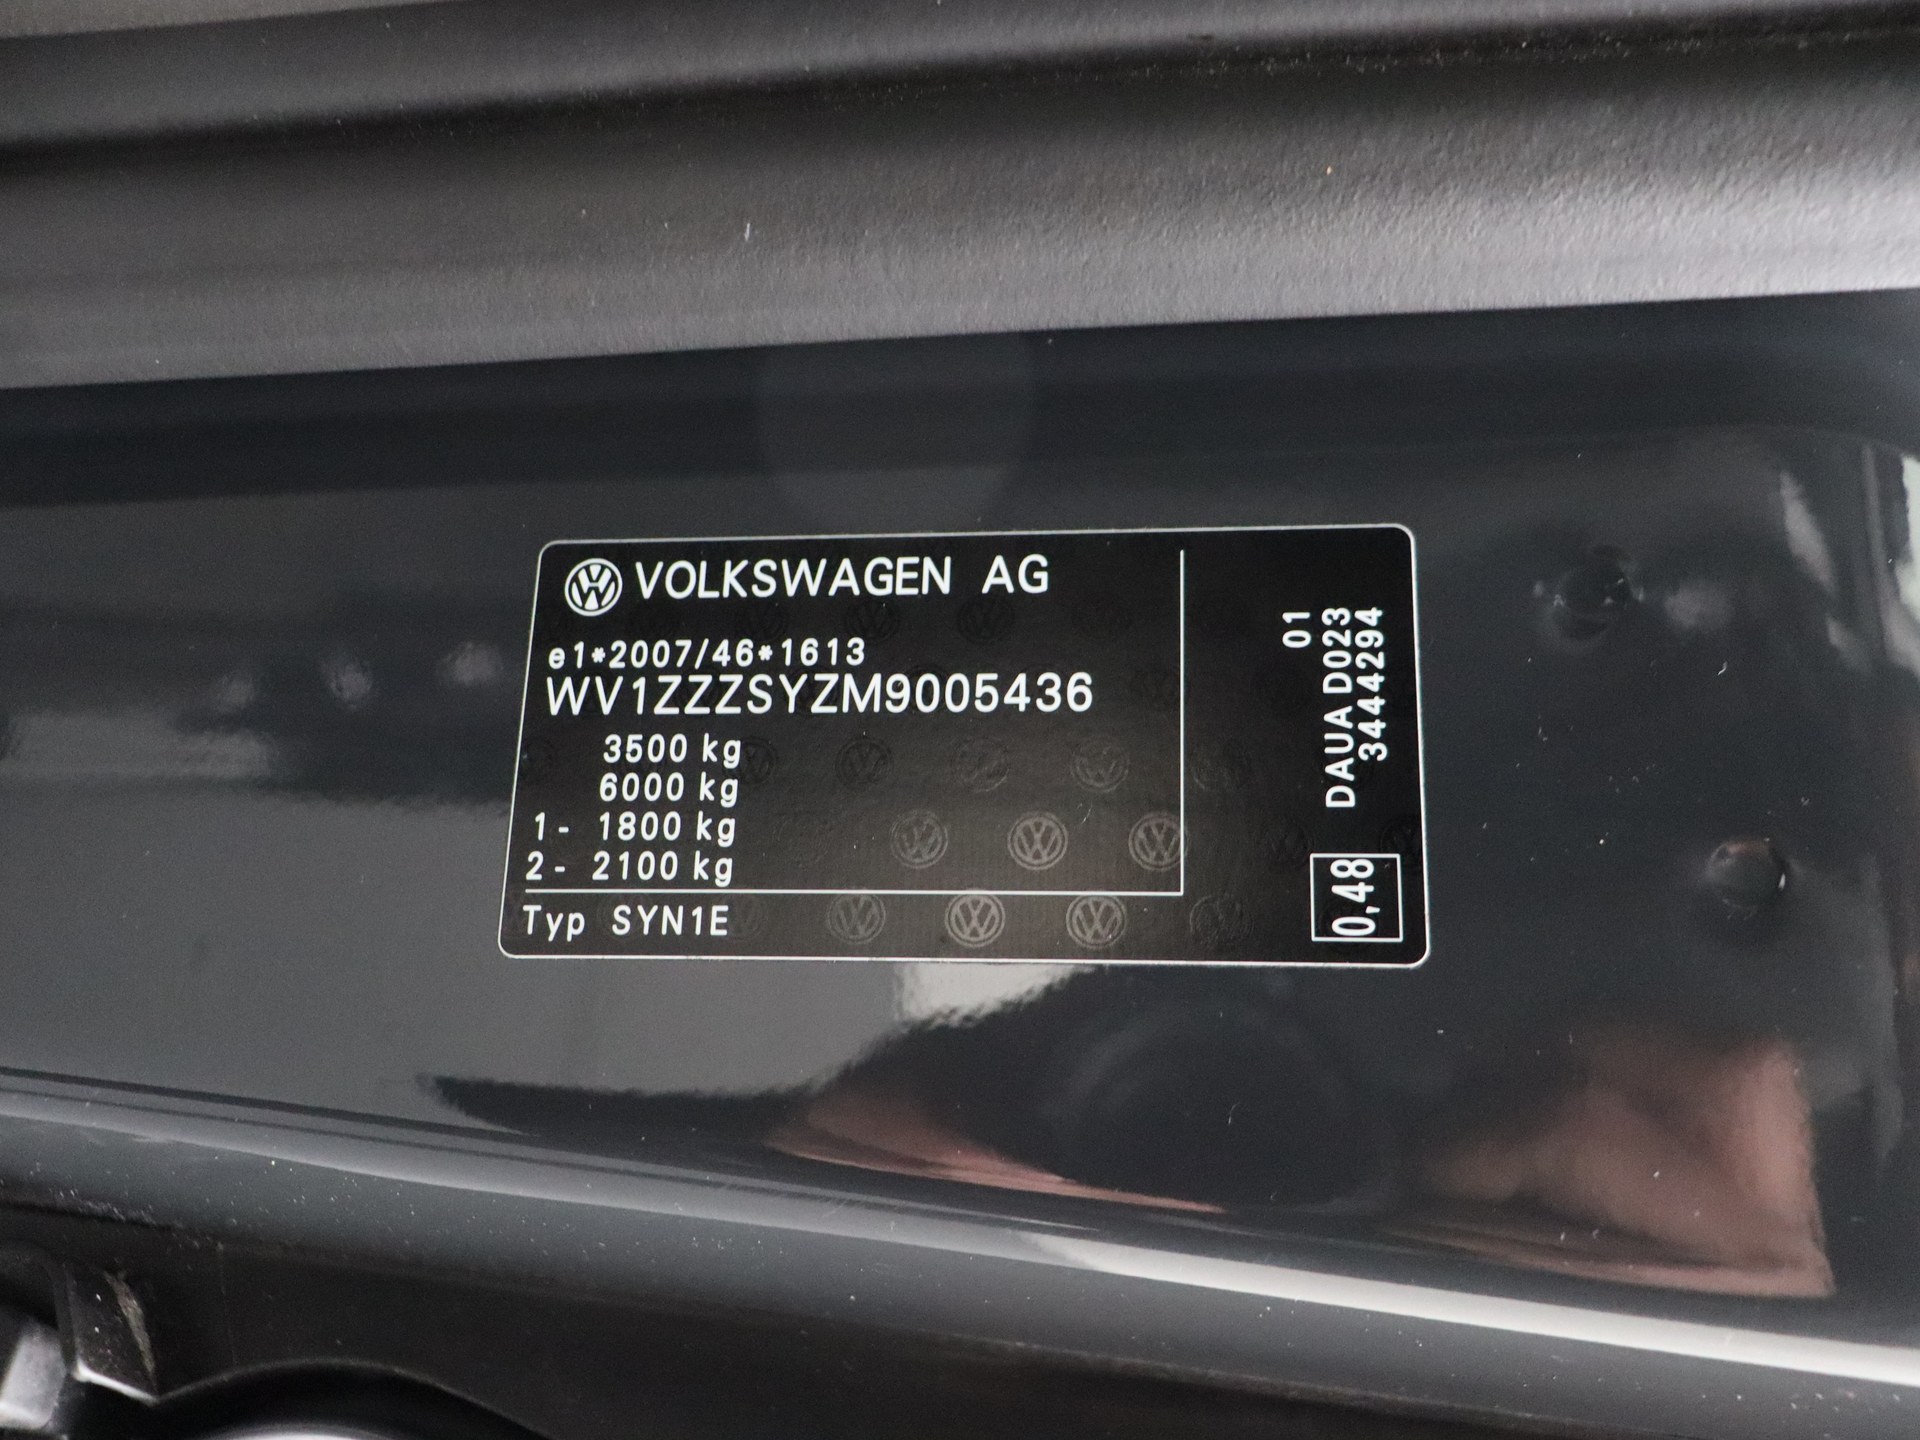 VOLKSWAGEN AG
e1*2007/46*1613
WV1ZZZSYZM9005436
3500 kg
6000 kg
1- 1800 kg
2- 2100 kg
Typ SYN1E
01
DAUA D023
3444294
0,48